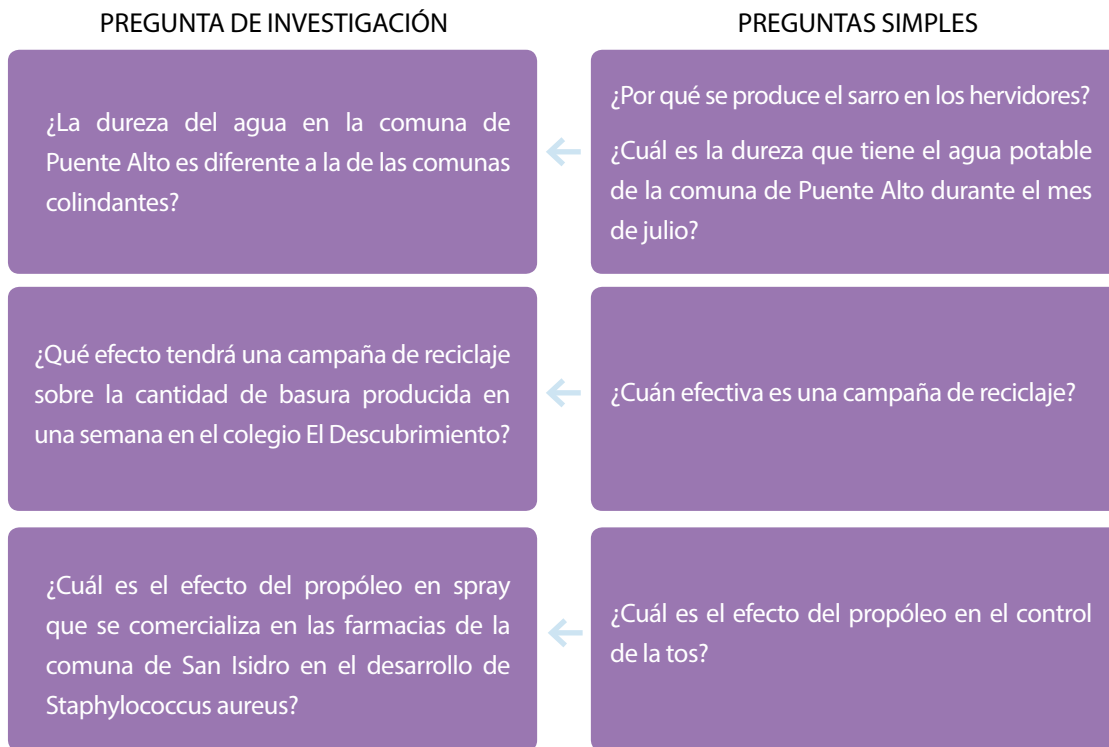 PREGUNTA DE INVESTIGACIÓN
PREGUNTAS SIMPLES
¿La dureza del agua en la comuna de
Puente Alto es diferente a la de las comunas
colindantes?
¿Por qué se produce el sarro en los hervidores?
¿Cuál es la dureza que tiene el agua potable
de la comuna de Puente Alto durante el mes
de julio?
¿Qué efecto tendrá una campaña de reciclaje
sobre la cantidad de basura producida en
una semana en el colegio El Descubrimiento?
¿Cuán efectiva es una campaña de reciclaje?
¿Cuál es el efecto del propóleo en spray
que se comercializa en las farmacias de la
comuna de San Isidro en el desarrollo de
Staphylococcus aureus?
¿Cuál es el efecto del propóleo en el control
de la tos?